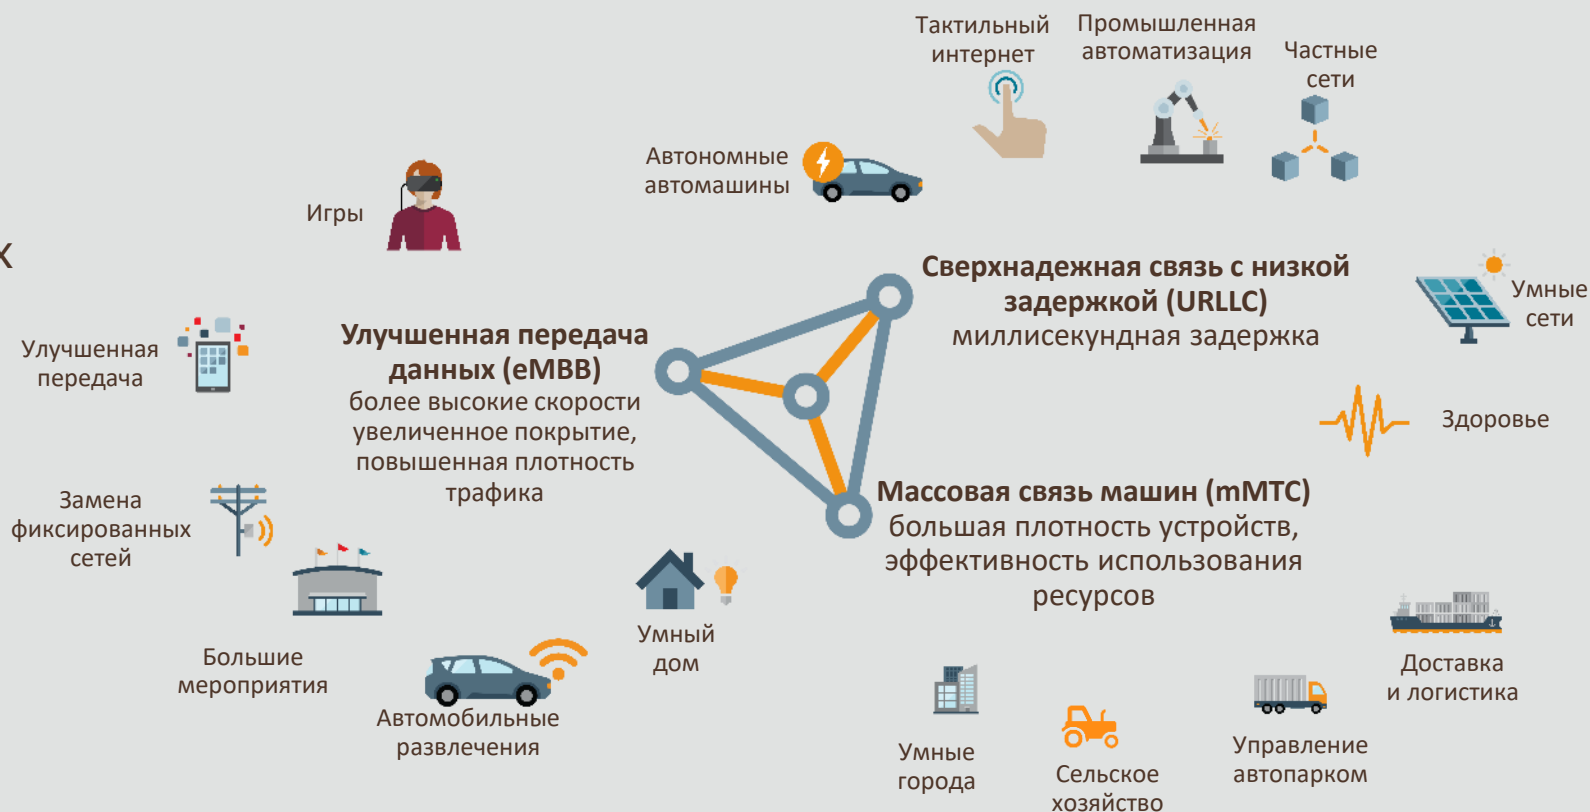 Тактильный
интернет
Промышленная
автоматизация
Частные
сети
Автономные
автомашины
Игры
х
Сверхнадежная связь с низкой
задержкой (URLLC)
миллисекундная задержка
Умные
сети
Улучшенная
передача
Улучшенная передача
данных (eMBB)
более высокие скорости
увеличенное покрытие,
повышенная плотность
трафика
Здоровье
Замена
фиксированных
сетей
Массовая связь машин (mMTC)
большая плотность устройств,
эффективность использования
ресурсов
Большие
мероприятия
Автомобильные
развлечения
Умный
дом
Доставка
и логистика
Умные
города
Сельское
хозяйство
Управление
автопарком